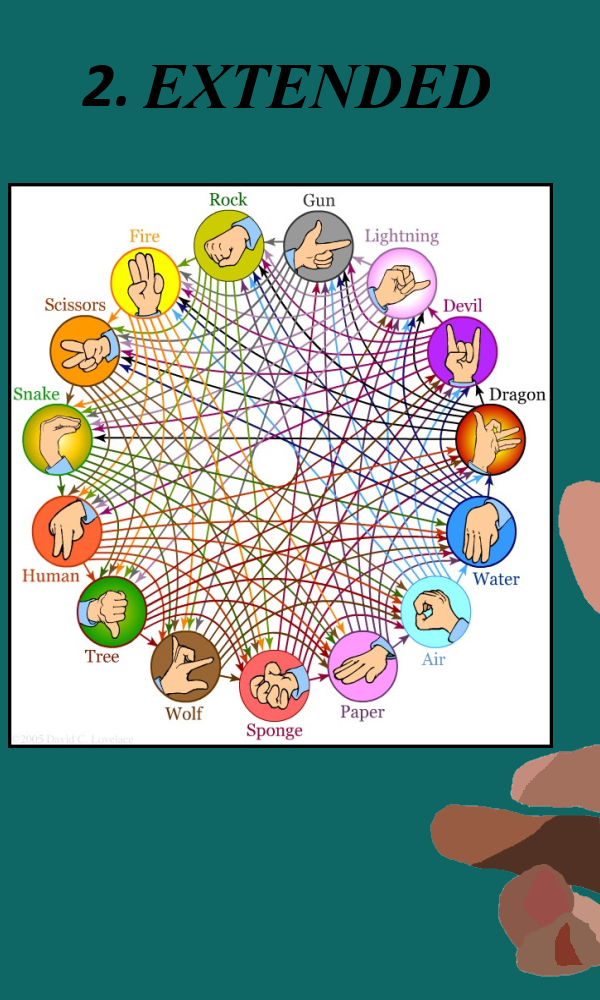 2. EXTENDED
Rock
Gun
Fire
Lightning
Scissors
Devil
Snake
Dragon
Human
Water
Tree
Air
Wolf
Paper
Sponge
©2005 David C. Lovelace